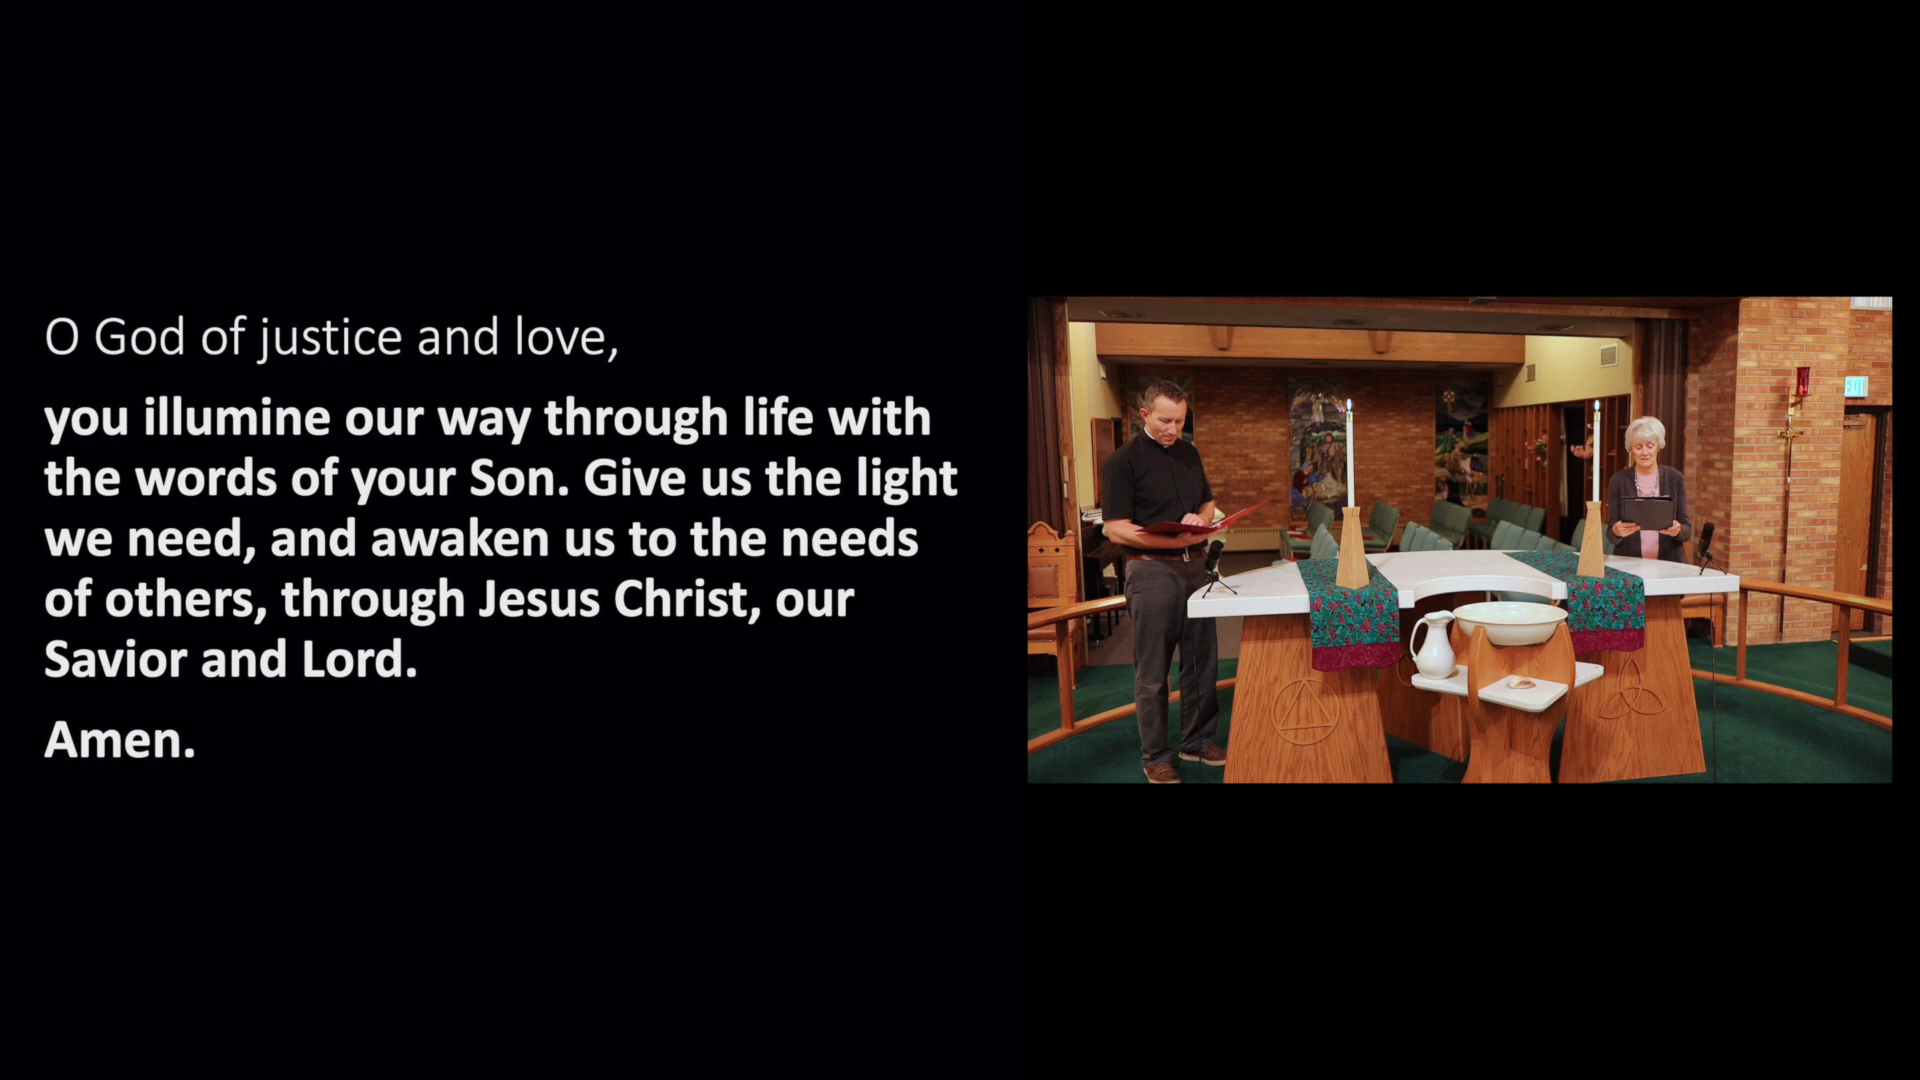 O God of justice and love,
you illumine our way through life with
the words of your Son. Give us the light
we need, and awaken us to the needs
of others, through Jesus Christ, our
Savior and Lord.
Amen.